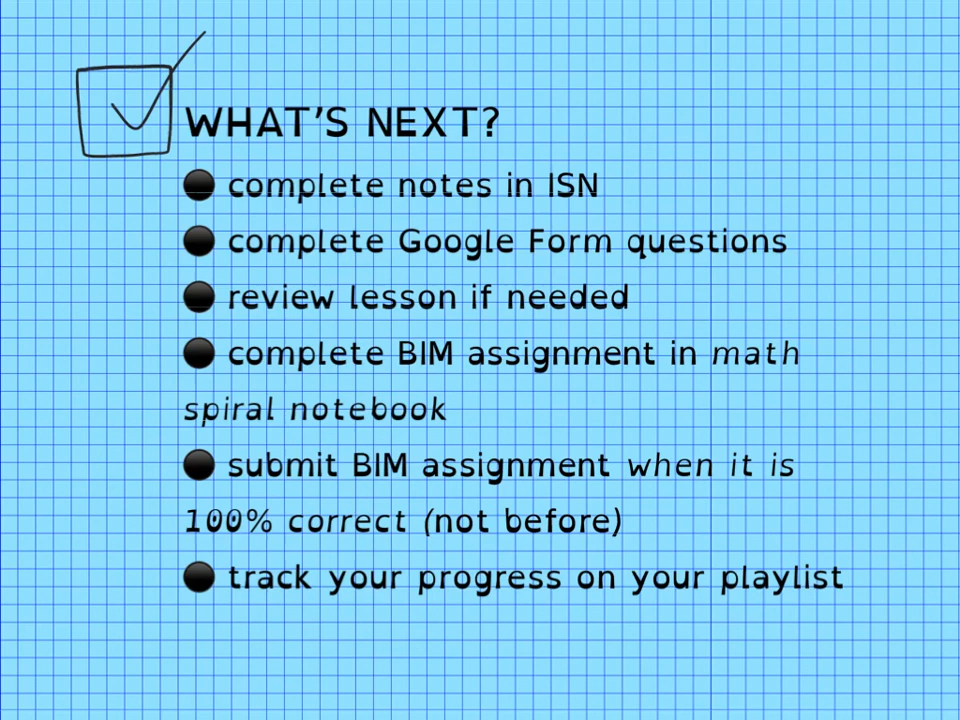 WHAT'S NEXT?
● complete notes in ISN
● complete Google Form questions
● review lesson if needed
● complete BIM assignment in math
spiral notebook
● submit BIM assignment when it is
100% correct (not before)
● track your progress on your playlist